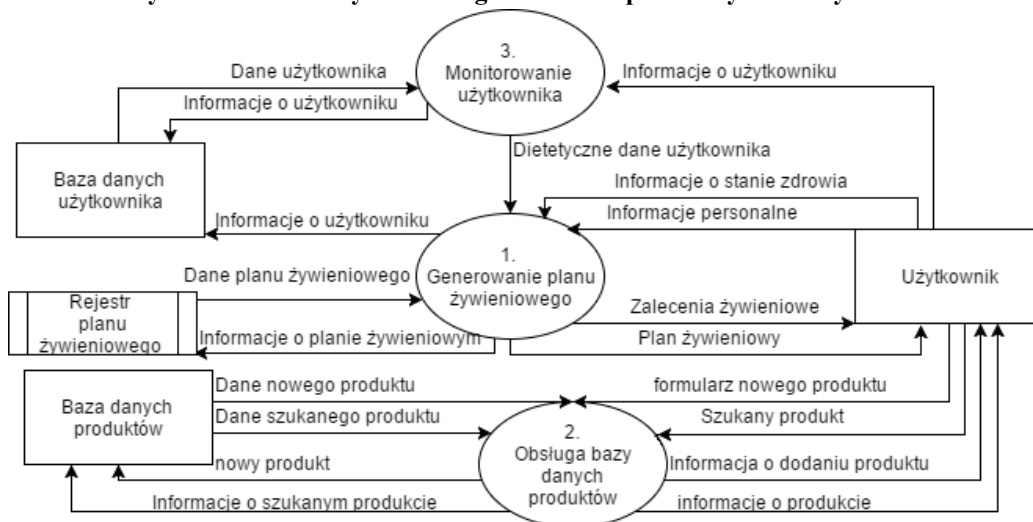 3.
Monitorowanie
użytkownika
Dane użytkownika
Informacje o użytkowniku
Informacje o użytkowniku
Dietetyczne dane użytkownika
Baza danych
użytkownika
Informacje o stanie zdrowia
Informacje personalne
Informacje o użytkowniku
1.
Generowanie planu
żywieniowego
Użytkownik
Dane planu żywieniowego
Rejestr
planu
żywieniowego
Informacje o planie żywieniowym
Zalecenia żywieniowe
Plan żywieniowy
Baza danych
produktów
Dane nowego produktu
formularz nowego produktu
Dane szukanego produktu
Szukany produkt
2.
Obsługa bazy
danych
produktów
nowy produkt
Informacja o dodaniu produktu
Informacje o szukanym produkcie
informacje o produkcie